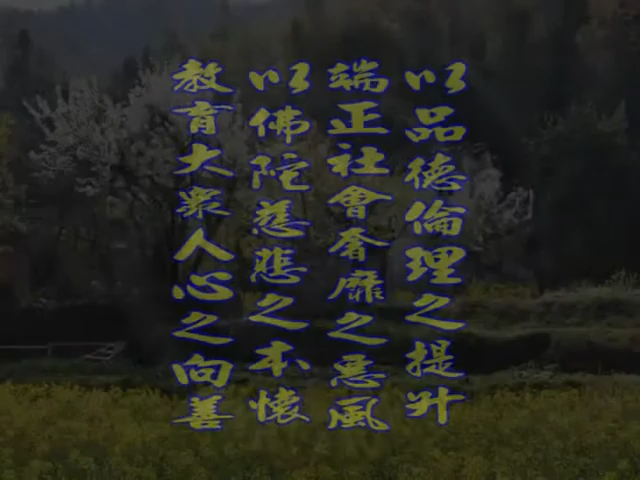 以品德倫理之提升
端正社會奢靡之惡風
以佛陀慈悲之本懷
教育大眾人心之向善